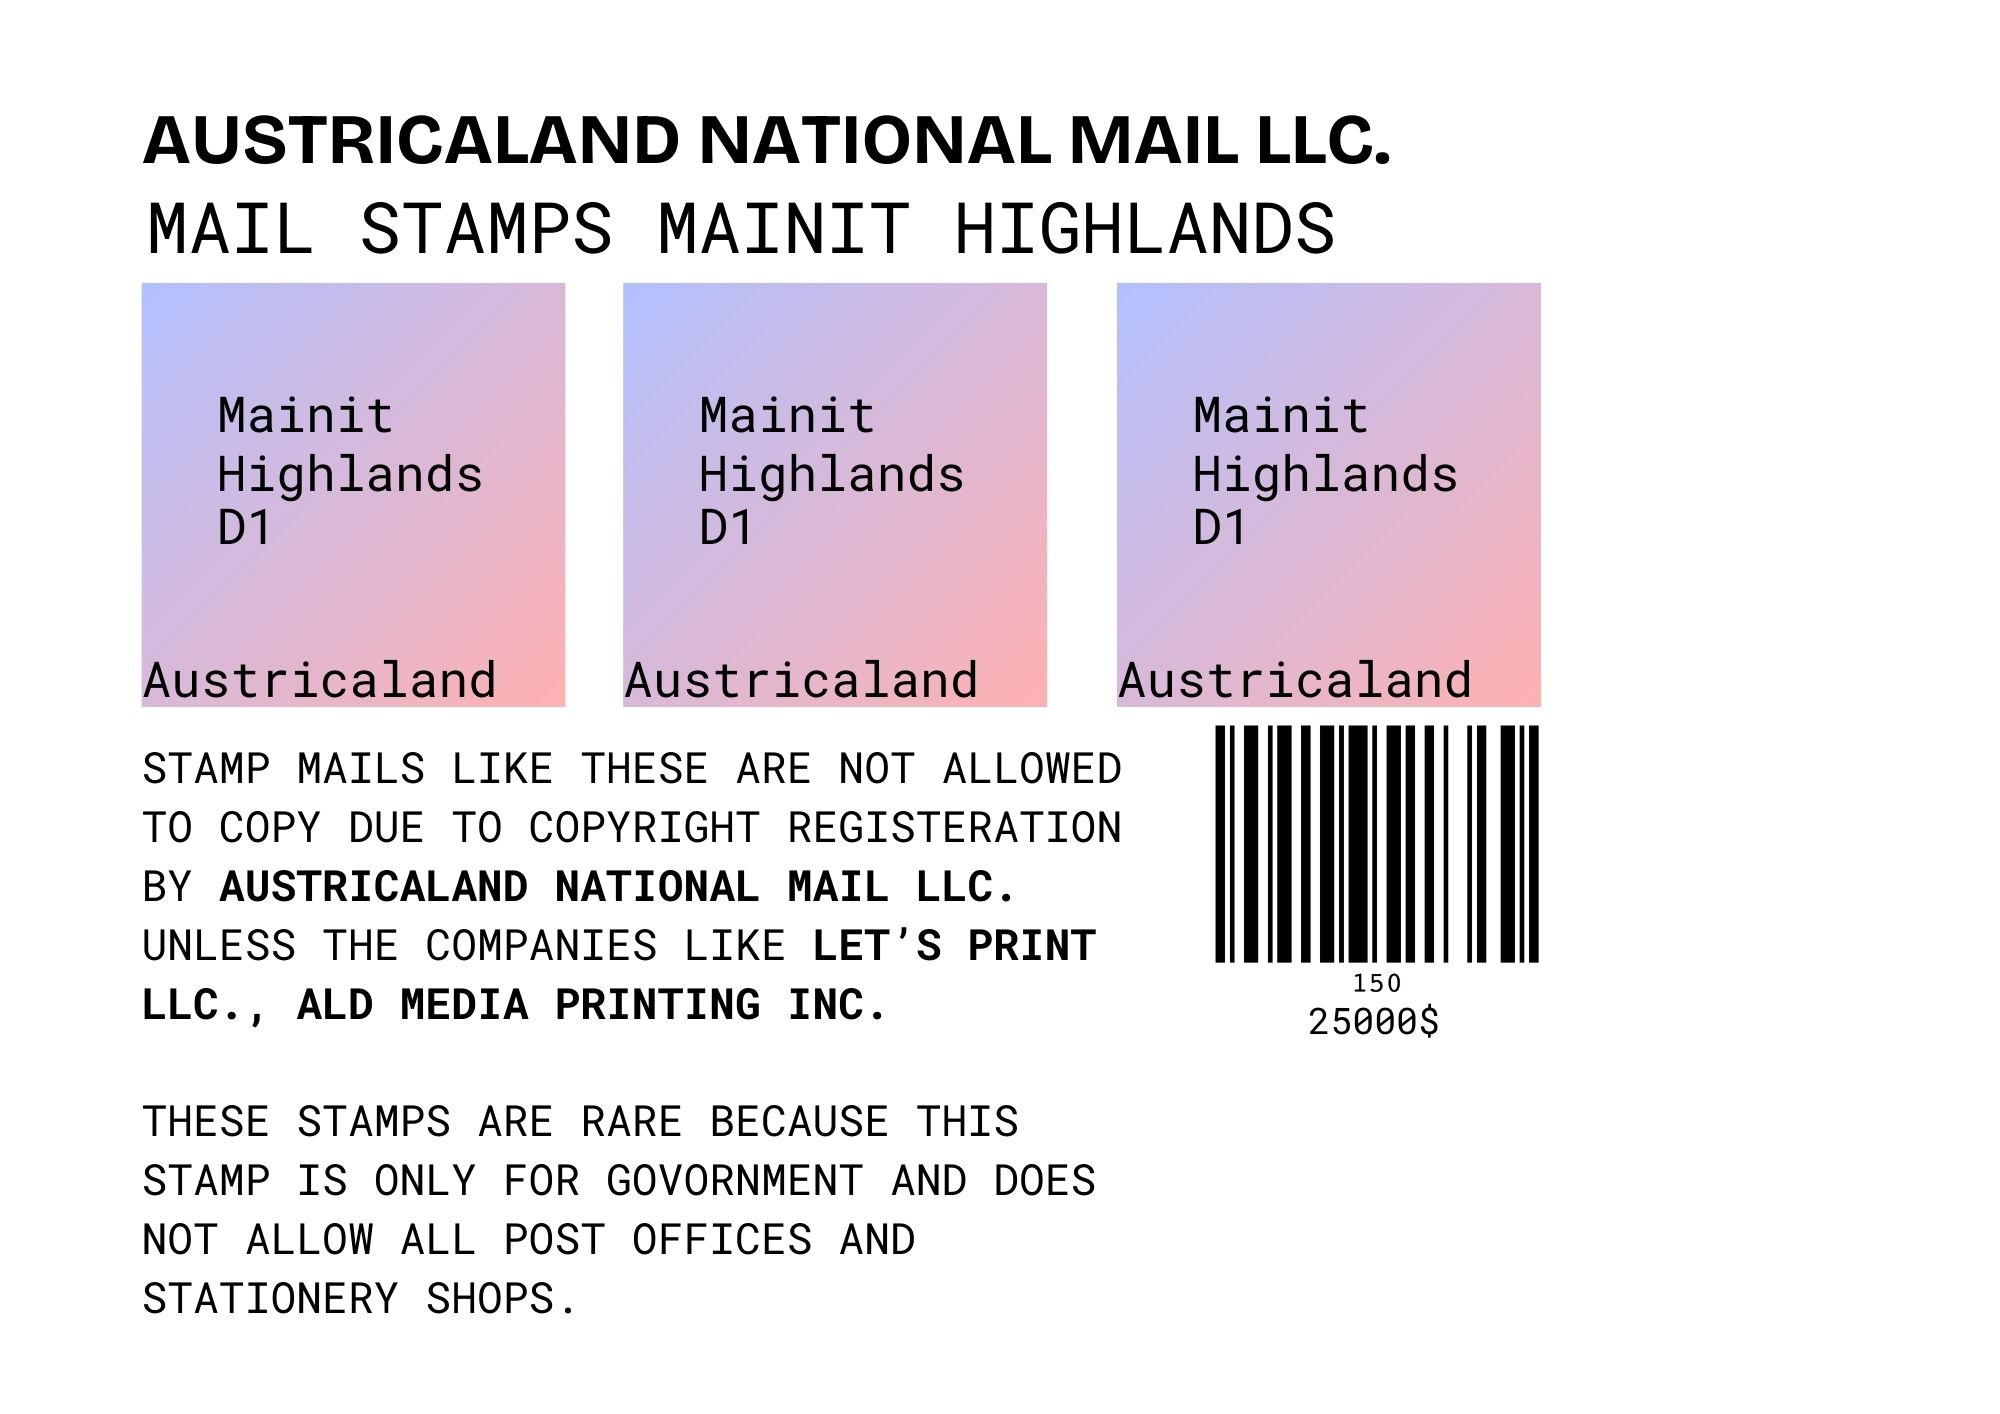 AUSTRICALAND NATIONAL MAIL LLC.
MAIL STAMPS MAINIT HIGHLANDS
Mainit
Highlands
D1
Austricaland
Mainit
Highlands
D1
Austricaland
Mainit
Highlands
D1
Austricaland
STAMP MAILS LIKE THESE ARE NOT ALLOWED
TO COPY DUE TO COPYRIGHT REGISTERATION
BY AUSTRICALAND NATIONAL MAIL LLC.
UNLESS THE COMPANIES LIKE LET’S PRINT
LLC., ALD MEDIA PRINTING INC.
150
25000$
THESE STAMPS ARE RARE BECAUSE THIS
STAMP IS ONLY FOR GOVORNMENT AND DOES
NOT ALLOW ALL POST OFFICES AND
STATIONERY SHOPS.